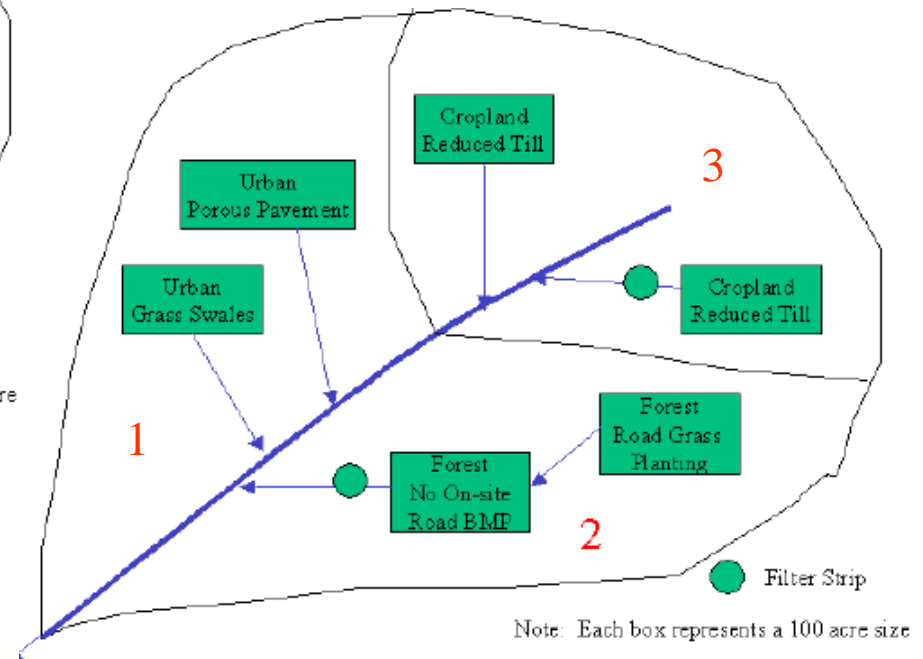 Cropland
Reduced Till
3
Urban
Porous Pavement
Urban
Grass Swales
Cropland
Reduced Till
re
1
Forest
Road Grass
Planting
Forest
No On-site
Road BMP
2
Filter Strip
Note: Each box represents a 100 acre size